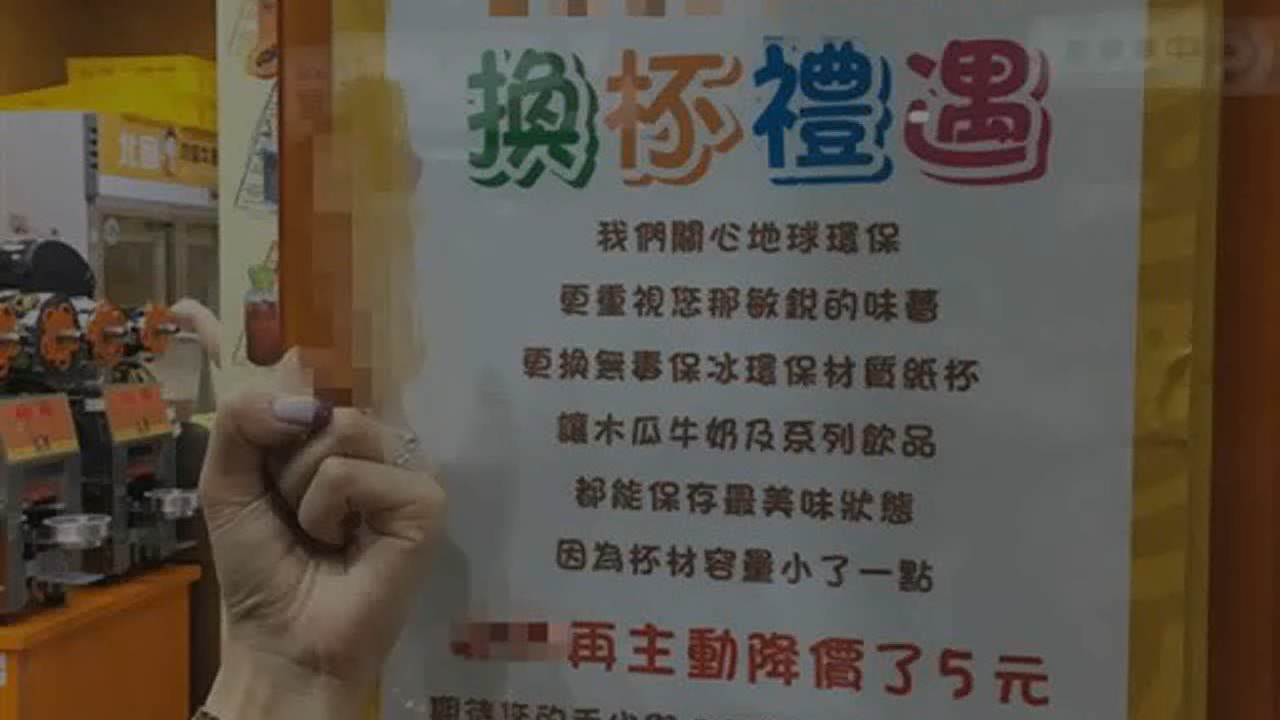 換杯禮遇
我們關心地球環保
更重視您那敏銳的味蕾
更換無毒保冰環保材質紙杯
讓木瓜牛奶及系列飲品
都能保存最美味狀態
因為杯材容量小了一點
再主動降價了5元